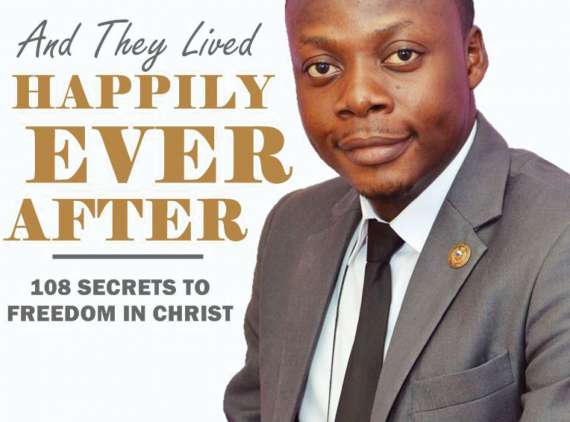 And They Lived
HAPPILY
EVER
AFTER
108 SECRETS TO
FREEDOM IN CHRIST